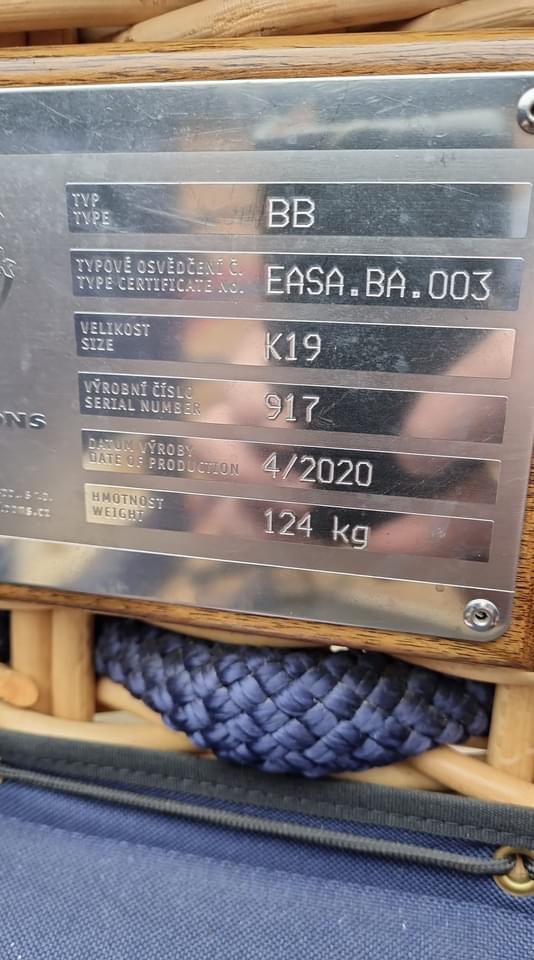 TYP
TYPE
BB
TYPOVÉ OSVĚDČENÍ Č.
TYPE CERTIFICATE No.
EASA.BA.003
VELIKOST
SIZE
K19
VÝROBNÍ ČÍSLO
SERIAL NUMBER
917
DATUM VÝROBY
DATE OF PRODUCTION
4/2020
HMOTNOST
WEIGHT
124 kg
ONS